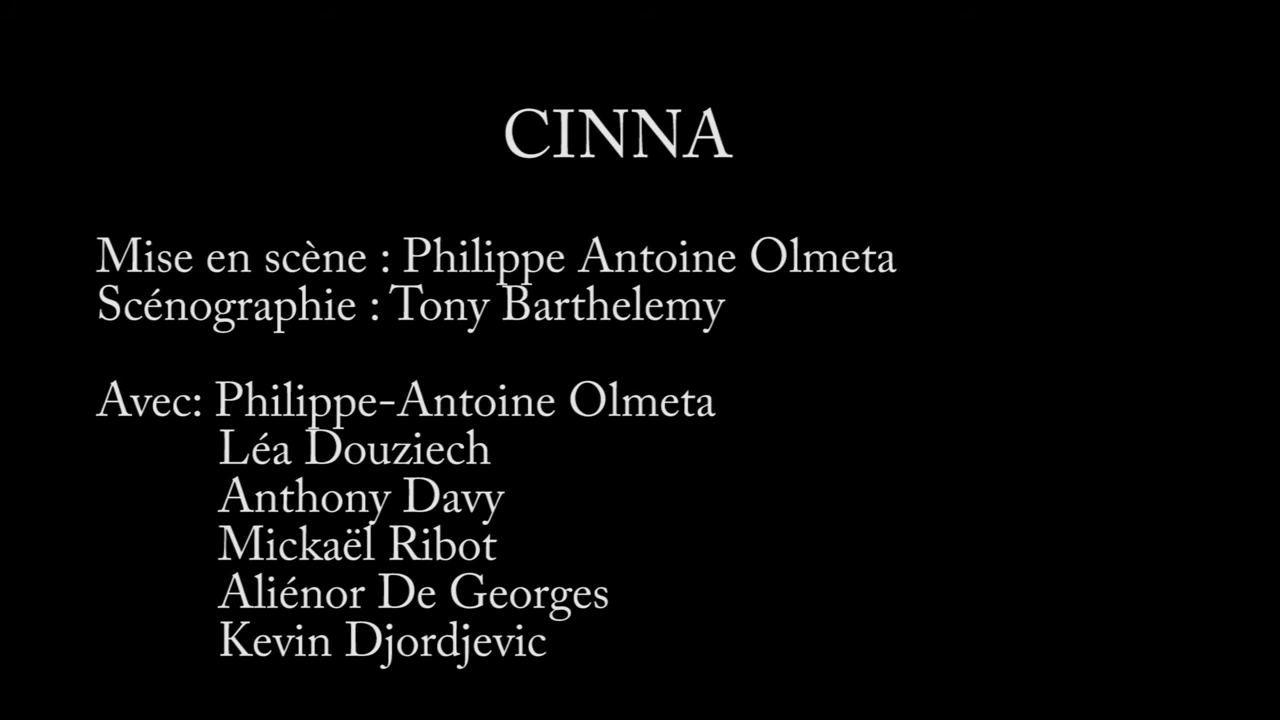 CINNA
Mise en scène : Philippe Antoine Olmeta
Scénographie : Tony Barthelemy
Avec: Philippe-Antoine Olmeta
Léa Douziech
Anthony Davy
Mickaël Ribot
Aliénor De Georges
Kevin Djordjevic